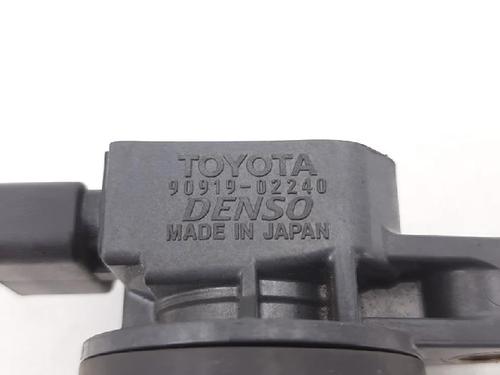 TOYOTA
90919-02240
DENSO
MADE IN JAPAN